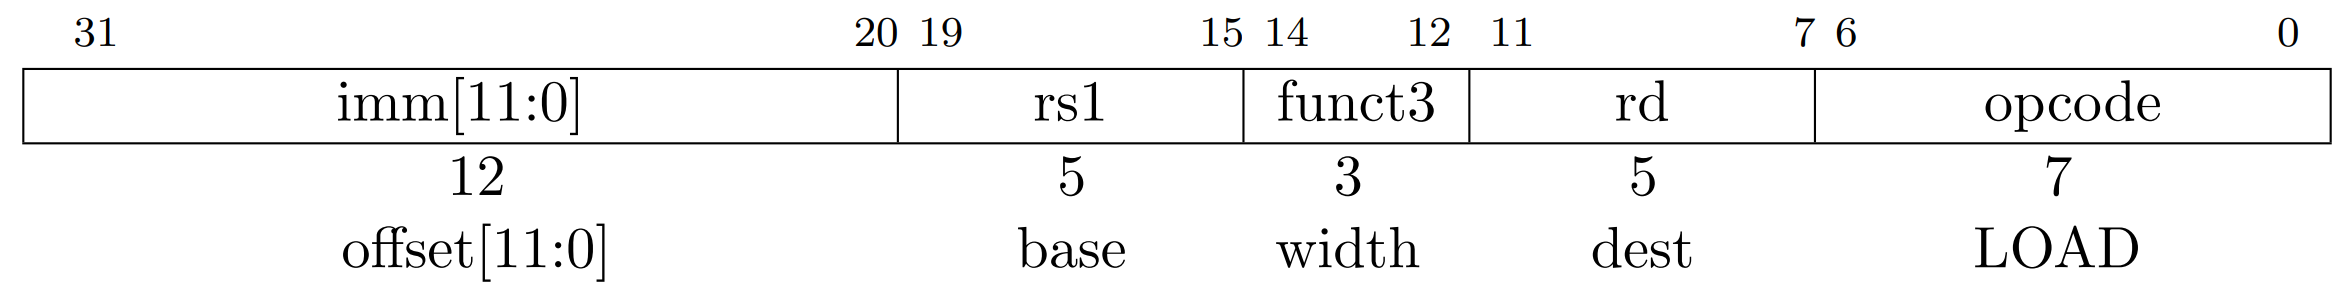 31 20 19 15 14 12 11 7 6 0
imm[11:0] rs1 funct3 rd opcode
12 5 3 5 7
offset[11:0] base width dest LOAD